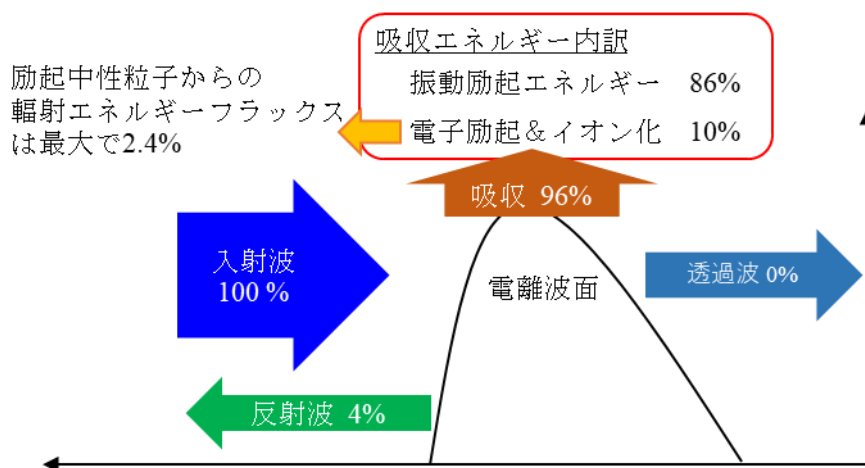 吸収エネルギー内訳
振動励起エネルギー 86%
電子励起＆イオン化 10%
励起中性粒子からの
輻射エネルギーフラックス
は最大で2.4%
吸収 96%
入射波
100 %
電離波面
透過波 0%
反射波 4%